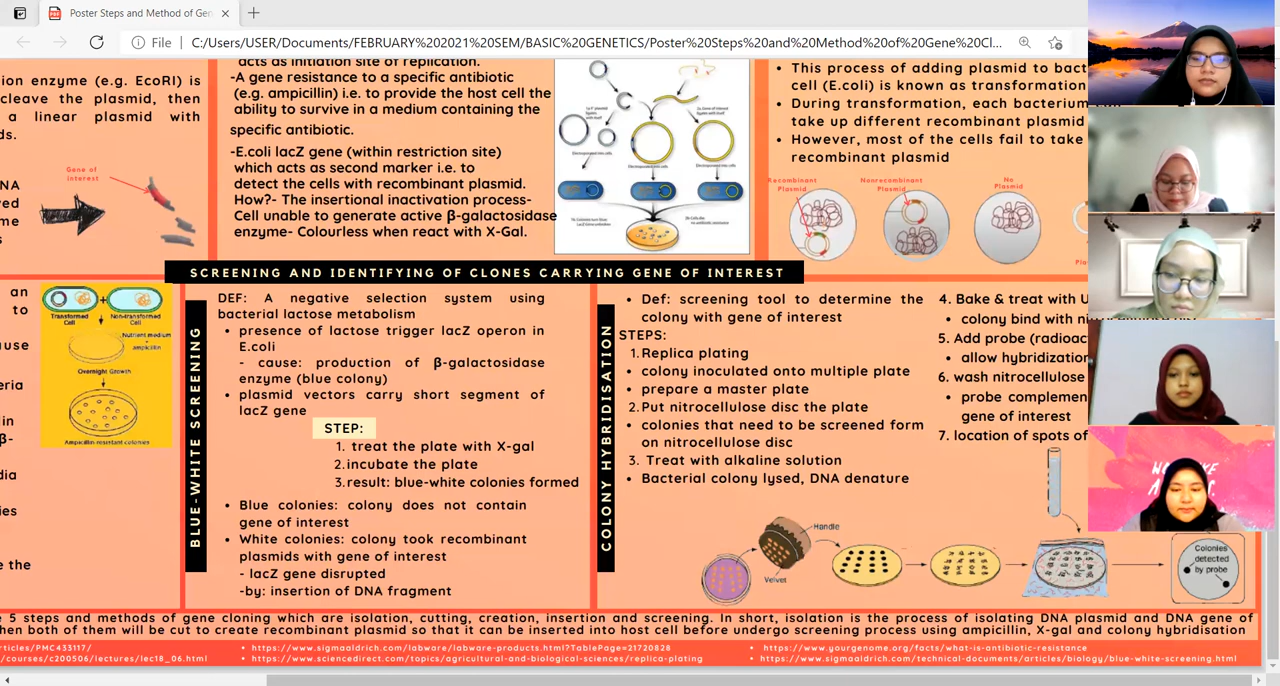 Poster Steps and Method of Gen
File
C:/Users/USER/Documents/FEBRUARY%202021%20SEM/BASIC%20GENETICS/Poster%20Steps%20and%20Method%20of%20Gene%20Cl...
ion enzyme (e.g. EcoRI) is
cleave the plasmid, then
a linear plasmid with
ds.
Gene of
interest
NA
ved
me
s
acts as initiation site of replication.
-A gene resistance to a specific antibiotic
(e.g. ampicillin) i.e. to provide the host cell the
ability to survive in a medium containing the
specific antibiotic.
-E.coli lacZ gene (within restriction site)
which acts as second marker i.e. to
detect the cells with recombinant plasmid.
How?- The insertional inactivation process-
Cell unable to generate active β-galactosidase
enzyme- Colourless when react with X-Gal.
• This process of adding plasmid to bact
cell (E.coli) is known as transformation
• During transformation, each bacterium
take up different recombinant plasmid
• However, most of the cells fail to take
recombinant plasmid
Recombinant
Plasmid
Nonrecombinant
Plasmid
No
Plasmid
SCREENING AND IDENTIFYING OF CLONES CARRYING GENE OF INTEREST
an
to
ause
eria
lin
β-
dia
ies
e the
+
Transformed
Cell
Non-transformed
Cell
Nutrient medium
+
ampicillin
Overnight Growth
Ampicillin-resistant colonies
BLUE-WHITE SCREENING
DEF: A negative selection system using
bacterial lactose metabolism
• presence of lactose trigger lacZ operon in
E.coli
- cause: production of β-galactosidase
enzyme (blue colony)
• plasmid vectors carry short segment of
lacZ gene
STEP:
1. treat the plate with X-gal
2.incubate the plate
3.result: blue-white colonies formed
• Blue colonies: colony does not contain
gene of interest
• White colonies: colony took recombinant
plasmids with gene of interest
- lacZ gene disrupted
-by: insertion of DNA fragment
COLONY HYBRIDISATION
• Def: screening tool to determine the
colony with gene of interest
STEPS:
1.Replica plating
• colony inoculated onto multiple plate
• prepare a master plate
2.Put nitrocellulose disc the plate
• colonies that need to be screened form
on nitrocellulose disc
3. Treat with alkaline solution
• Bacterial colony lysed, DNA denature
4. Bake & treat with U
• colony bind with ni
5. Add probe (radioac
• allow hybridization
6. wash nitrocellulose
• probe complemen
gene of interest
7. location of spots of
Handle
Velvet
Colonies
detected
by probe
e 5 steps and methods of gene cloning which are isolation, cutting, creation, insertion and screening. In short, isolation is the process of isolating DNA plasmid and DNA gene of
hen both of them will be cut to create recombinant plasmid so that it can be inserted into host cell before undergo screening process using ampicillin, X-gal and colony hybridisation
articles/PMC433117/
/courses/c200506/lectures/lec18_06.html
• https://www.sigmaaldrich.com/labware/labware-products.html?TablePage=21720828
• https://www.sciencedirect.com/topics/agricultural-and-biological-sciences/replica-plating
• https://www.yourgenome.org/facts/what-is-antibiotic-resistance
• https://www.sigmaaldrich.com/technical-documents/articles/biology/blue-white-screening.html